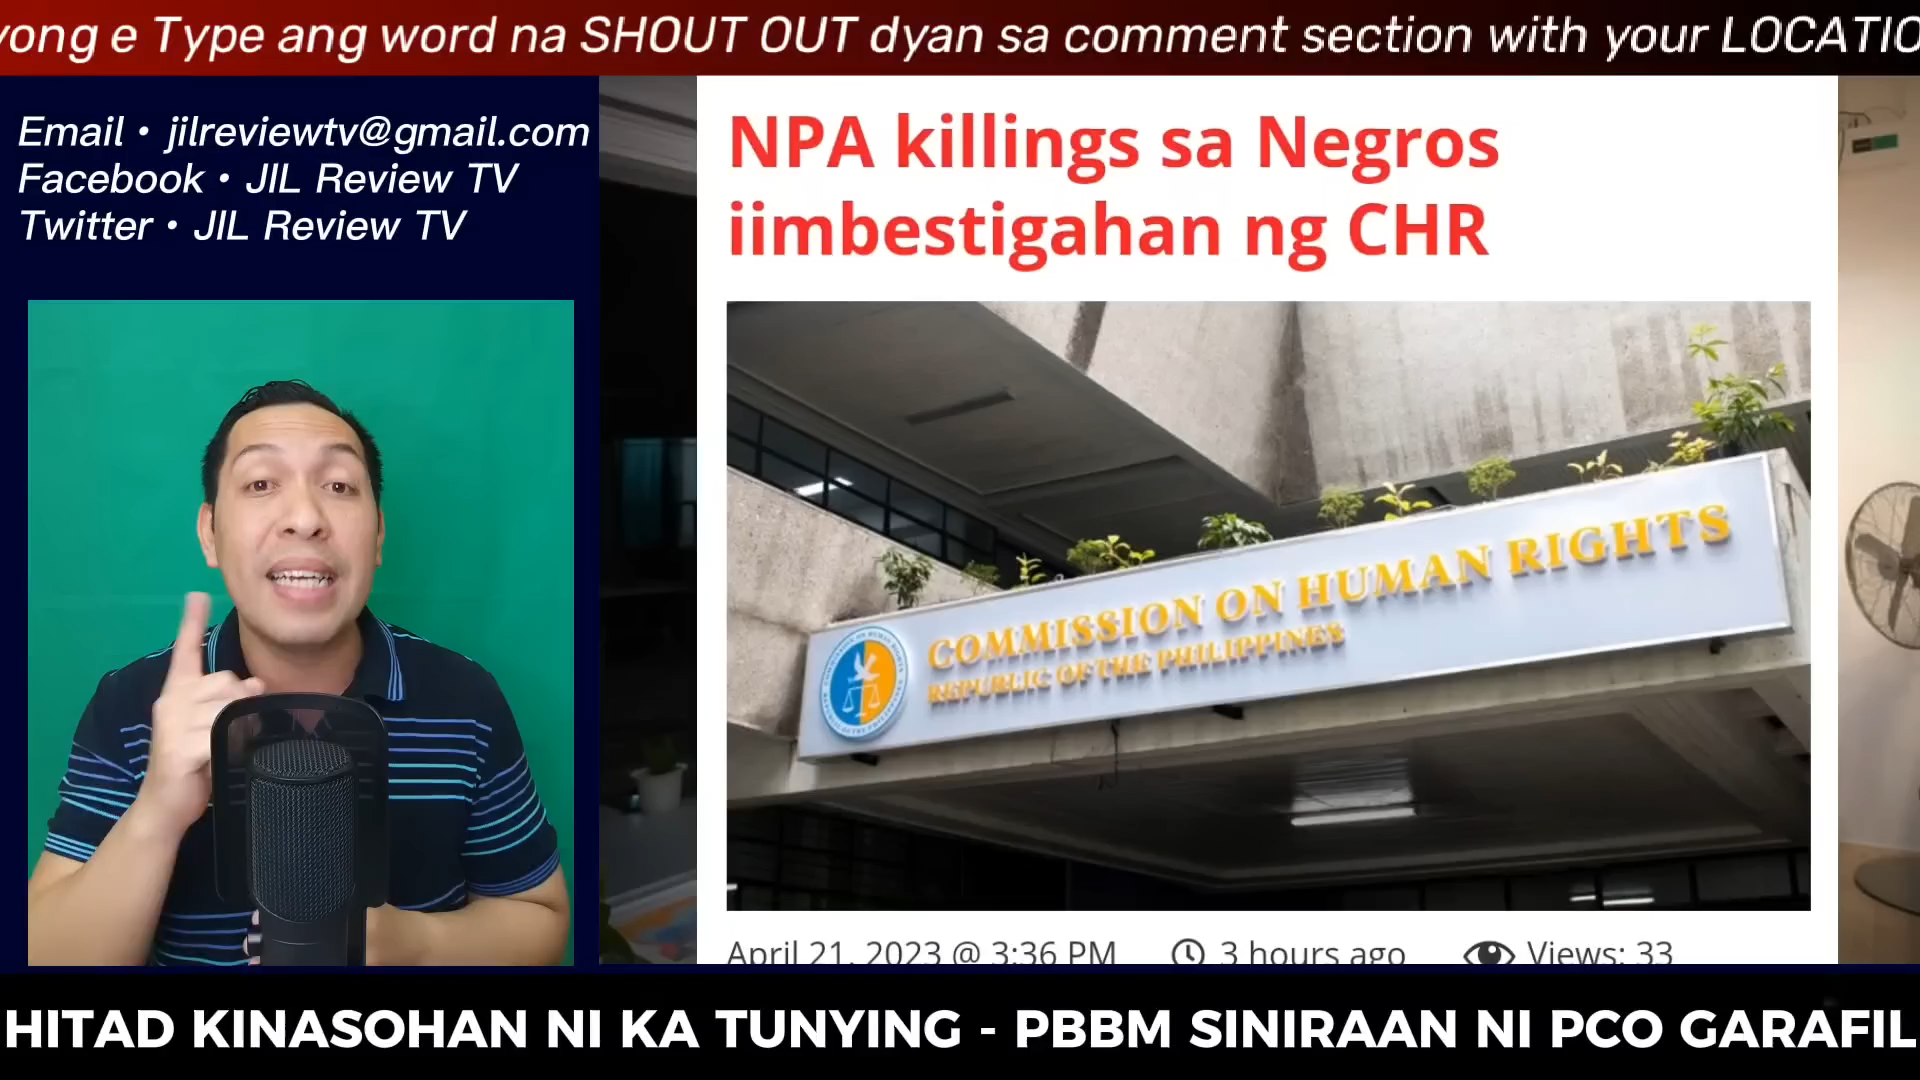 yong e Type ang word na SHOUT OUT dyan sa comment section with your LOCATIO
Email • jilreviewtv@gmail.com
Facebook • JIL Review TV
Twitter • JIL Review TV
NPA killings sa Negros
iimbestigahan ng CHR
COMMISSION ON HUMAN RIGHTS
REPUBLIC OF THE PHILIPPINES
April 21, 2023 @ 3:36 PM 3 hours ago Views: 33
HITAD KINASOHAN NI KA TUNYING - PBBM SINIRAAN NI PCO GARAFIL